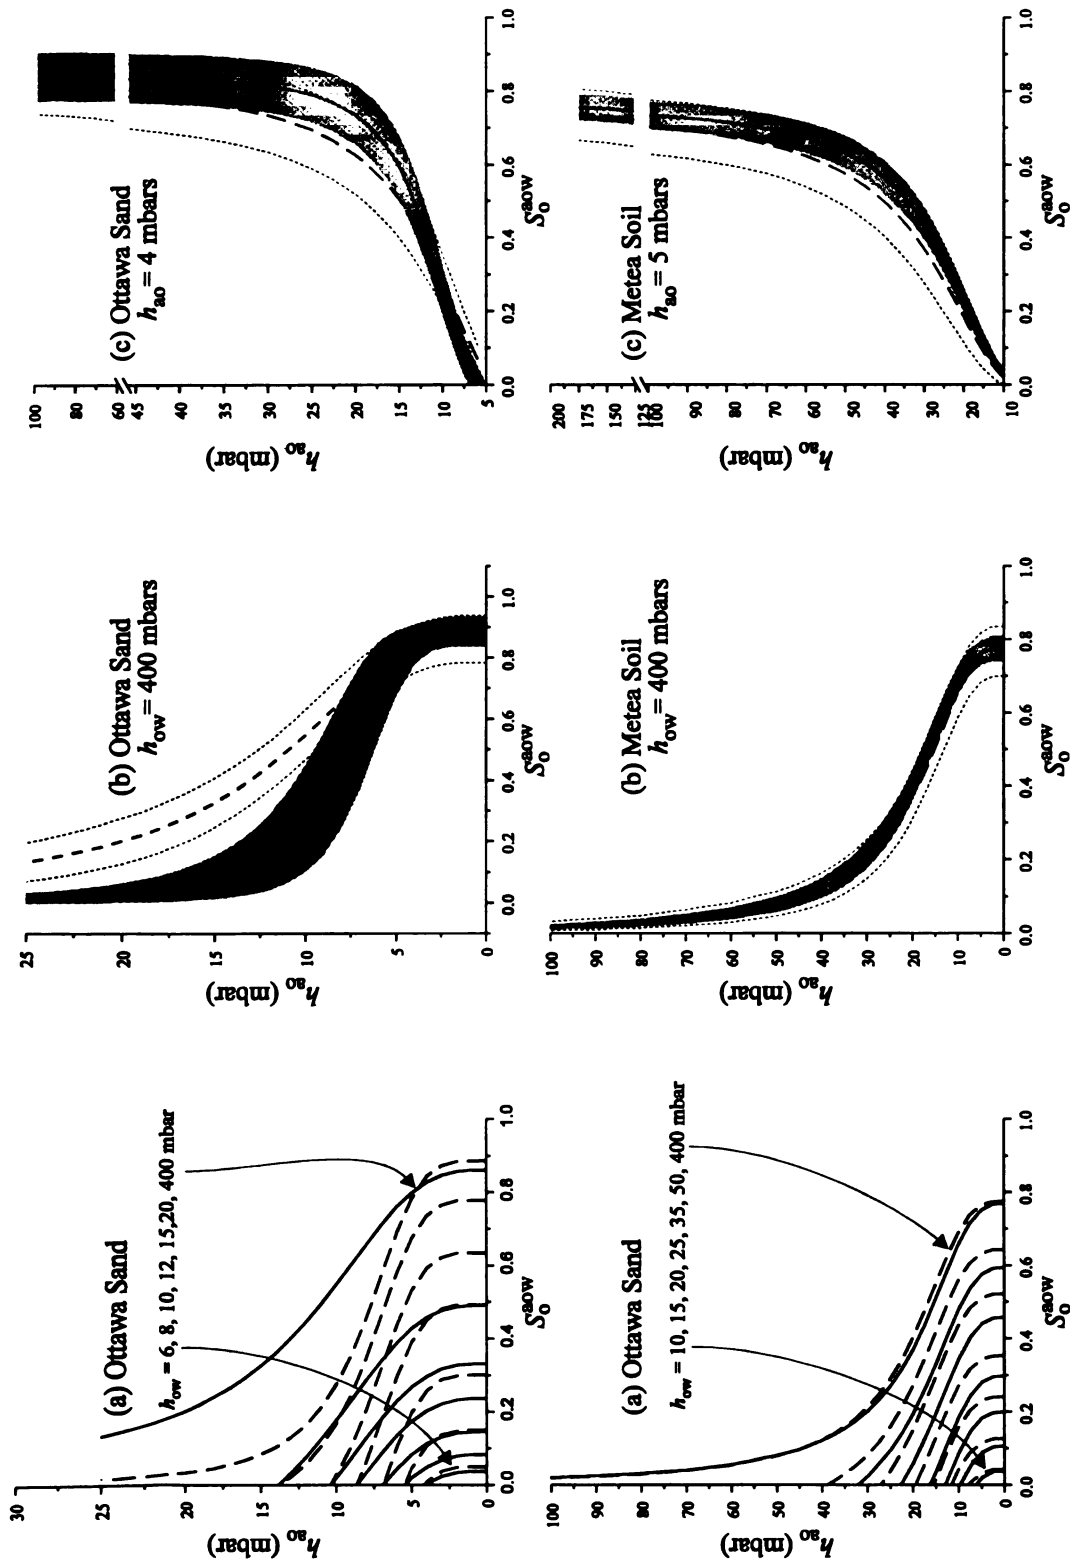 (a) Ottawa Sand
h_ow = 6, 8, 10, 12, 15,20, 400 mbar
30
25
20
15
10
5
0
h_ao (mbar)
0.0 0.2 0.4 0.6 0.8 1.0
S_o^aow
(b) Ottawa Sand
h_ow = 400 mbars
25
20
15
10
5
0
h_ao (mbar)
0.0 0.2 0.4 0.6 0.8 1.0
S_o^aow
(c) Ottawa Sand
h_ao = 4 mbars
100
80
60
45
40
35
30
25
20
15
10
5
h_ao (mbar)
0.0 0.2 0.4 0.6 0.8 1.0
S_o^aow
(a) Ottawa Sand
h_ow = 10, 15, 20, 25, 35, 50, 400 mbar
100
90
80
70
60
50
40
30
20
10
0
h_ao (mbar)
0.0 0.2 0.4 0.6 0.8 1.0
S_o^aow
(b) Metea Soil
h_ow = 400 mbars
100
90
80
70
60
50
40
30
20
10
0
h_ao (mbar)
0.0 0.2 0.4 0.6 0.8 1.0
S_o^aow
(c) Metea Soil
h_ao = 5 mbars
200
175
150
125
100
90
80
70
60
50
40
30
20
10
h_ao (mbar)
0.0 0.2 0.4 0.6 0.8 1.0
S_o^aow